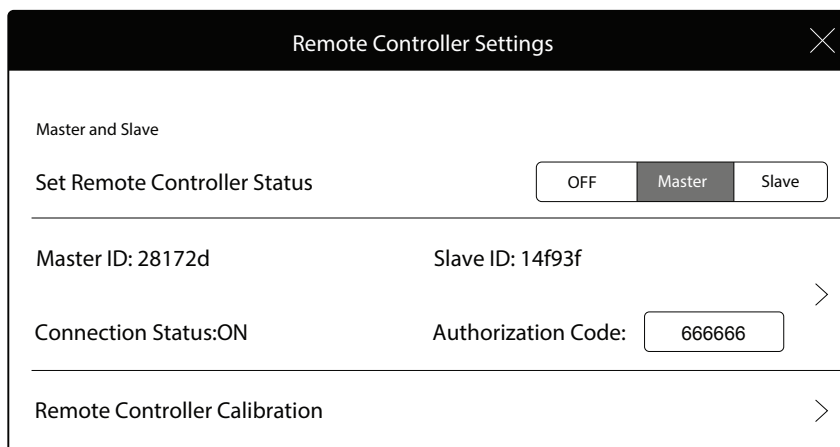 Remote Controller Settings
Master and Slave
Set Remote Controller Status OFF Master Slave
Master ID: 28172d Slave ID: 14f93f
Connection Status:ON Authorization Code: 666666
Remote Controller Calibration